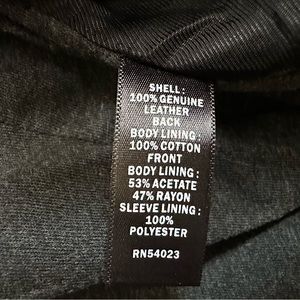 SHELL :
100% GENUINE
LEATHER
BACK
BODY LINING :
100% COTTON
FRONT
BODY LINING :
53% ACETATE
47% RAYON
SLEEVE LINING :
100%
POLYESTER
RN54023